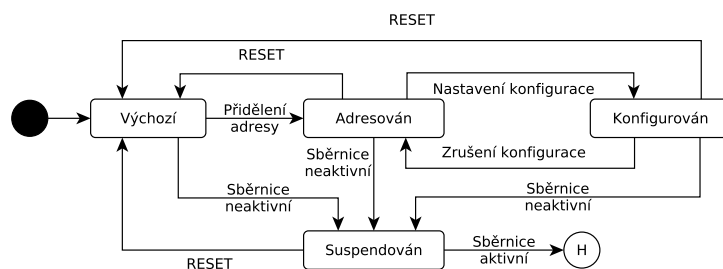 RESET
RESET
Nastavení konfigurace
Výchozí
Přidělení
adresy
Adresován
Konfigurován
Sběrnice
neaktivní
Zrušení konfigurace
Sběrnice
neaktivní
Sběrnice
neaktivní
Suspendován
Sběrnice
aktivní
H
RESET